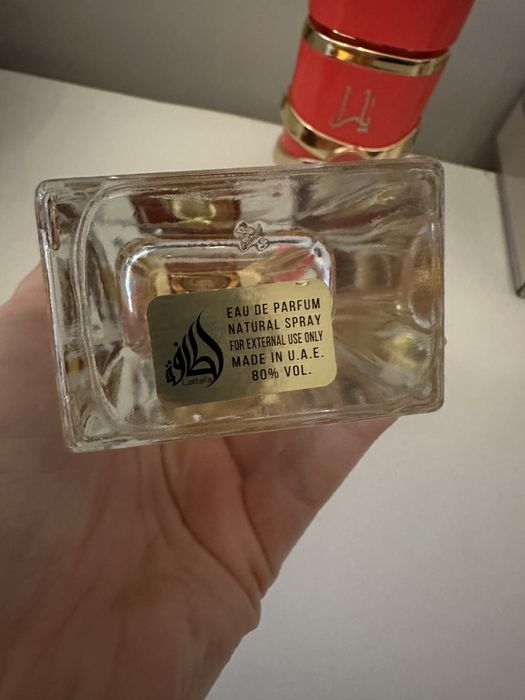 لطافة
Lattafa
EAU DE PARFUM
NATURAL SPRAY
FOR EXTERNAL USE ONLY
MADE IN U.A.E.
80% VOL.